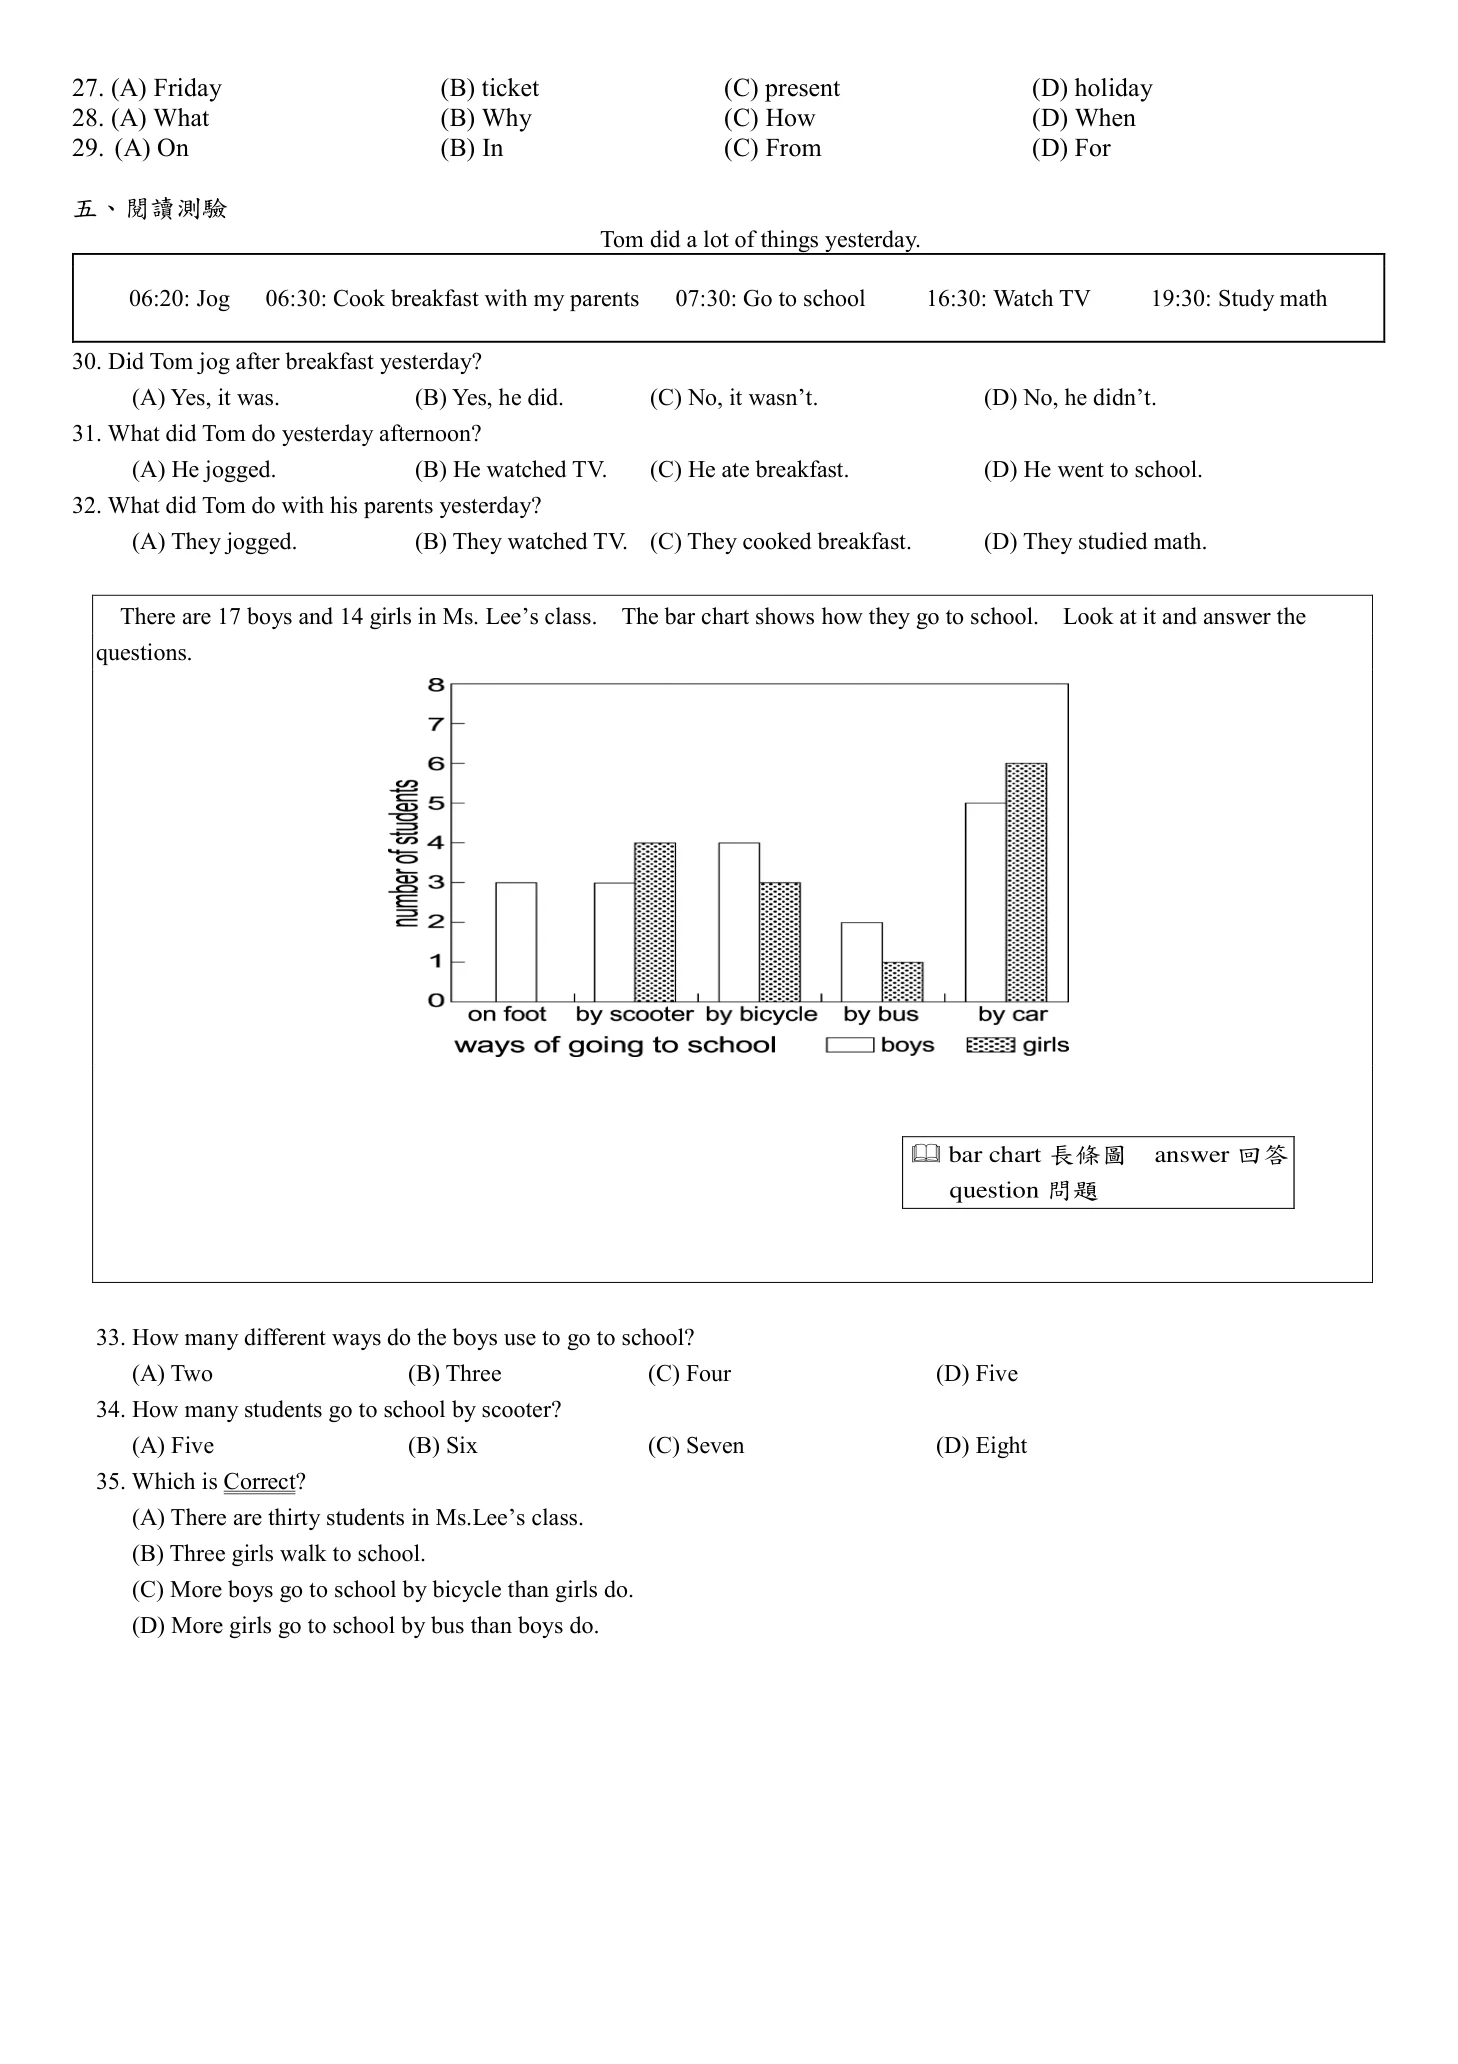 27. (A) Friday (B) ticket (C) present (D) holiday
28. (A) What (B) Why (C) How (D) When
29. (A) On (B) In (C) From (D) For
五、閱讀測驗
Tom did a lot of things yesterday.
06:20: Jog 06:30: Cook breakfast with my parents 07:30: Go to school 16:30: Watch TV 19:30: Study math
30. Did Tom jog after breakfast yesterday?
(A) Yes, it was. (B) Yes, he did. (C) No, it wasn’t. (D) No, he didn’t.
31. What did Tom do yesterday afternoon?
(A) He jogged. (B) He watched TV. (C) He ate breakfast. (D) He went to school.
32. What did Tom do with his parents yesterday?
(A) They jogged. (B) They watched TV. (C) They cooked breakfast. (D) They studied math.
There are 17 boys and 14 girls in Ms. Lee’s class. The bar chart shows how they go to school. Look at it and answer the
questions.
number of students
8
7
6
5
4
3
2
1
0
on foot by scooter by bicycle by bus by car
ways of going to school boys girls
bar chart 長條圖 answer 回答
question 問題
33. How many different ways do the boys use to go to school?
(A) Two (B) Three (C) Four (D) Five
34. How many students go to school by scooter?
(A) Five (B) Six (C) Seven (D) Eight
35. Which is Correct?
(A) There are thirty students in Ms.Lee’s class.
(B) Three girls walk to school.
(C) More boys go to school by bicycle than girls do.
(D) More girls go to school by bus than boys do.